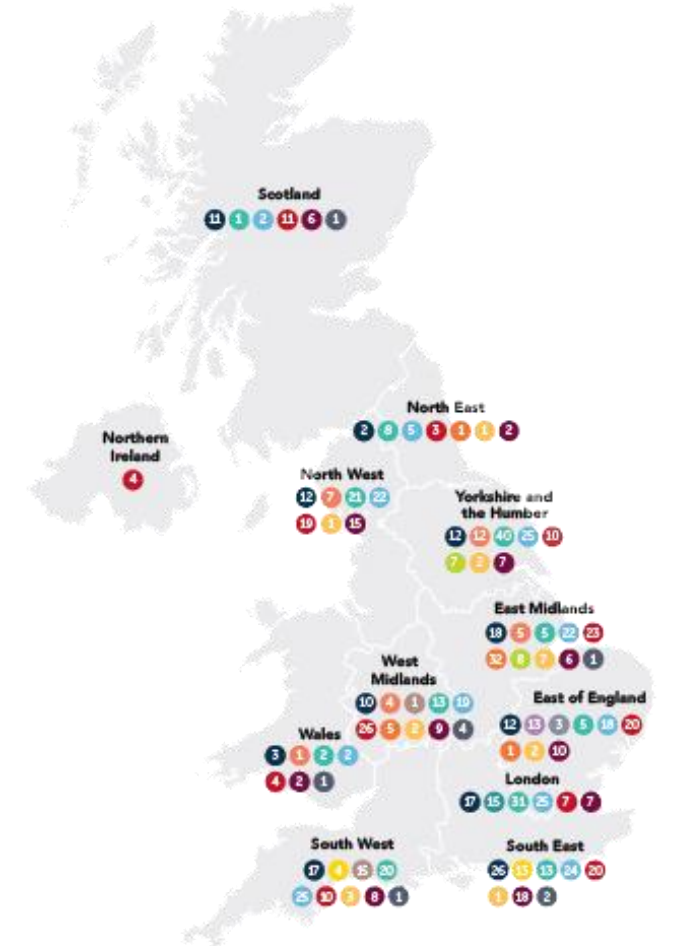 Scotland
11 1 2 11 6 1
North East
2 8 5 3 1 1 2
Northern
Ireland
4
North West
12 7 21 22
19 1 15
Yorkshire and
the Humber
12 12 40 25 10
7 2 7
East Midlands
18 5 5 22 23
32 8 7 6 1
West
Midlands
10 4 1 13 19
26 5 2 9 4
East of England
12 13 3 5 18 20
1 2 10
Wales
3 1 2 2
4 2 1
London
17 15 31 25 7 7
South West
17 4 15 20
25 10 3 8 1
South East
26 13 24 20
1 18 2